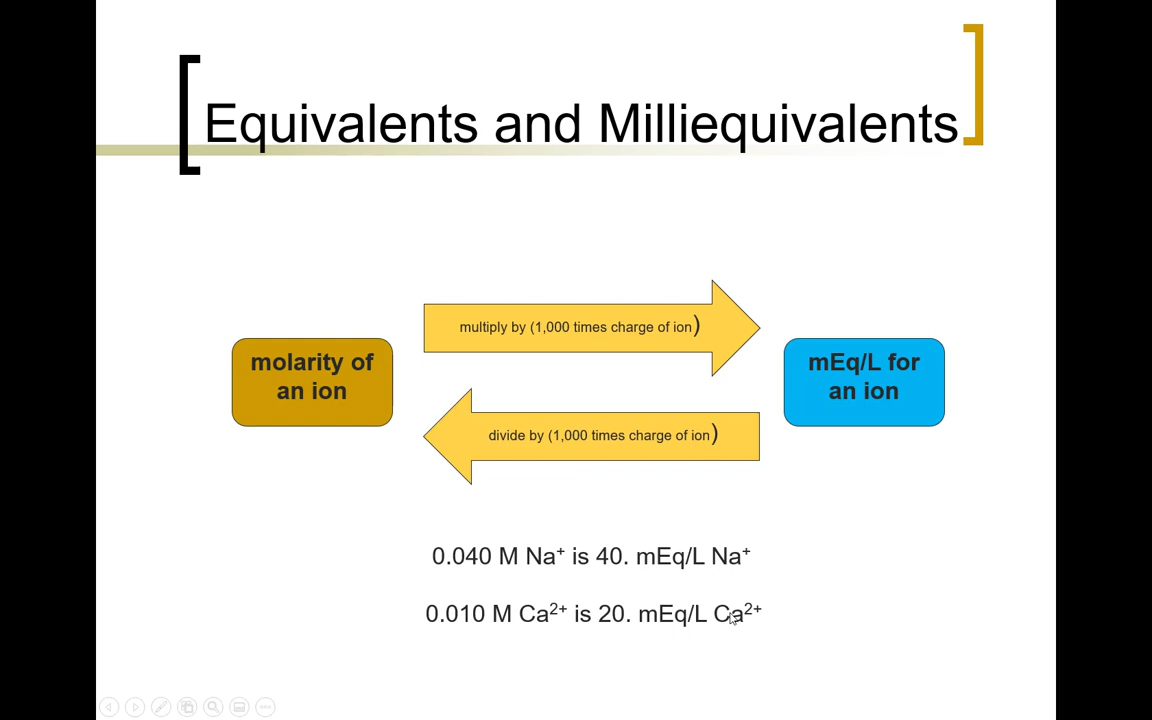 Equivalents and Milliequivalents
multiply by (1,000 times charge of ion)
molarity of
an ion
mEq/L for
an ion
divide by (1,000 times charge of ion)
0.040 M Na⁺ is 40. mEq/L Na⁺
0.010 M Ca²⁺ is 20. mEq/L Ca²⁺